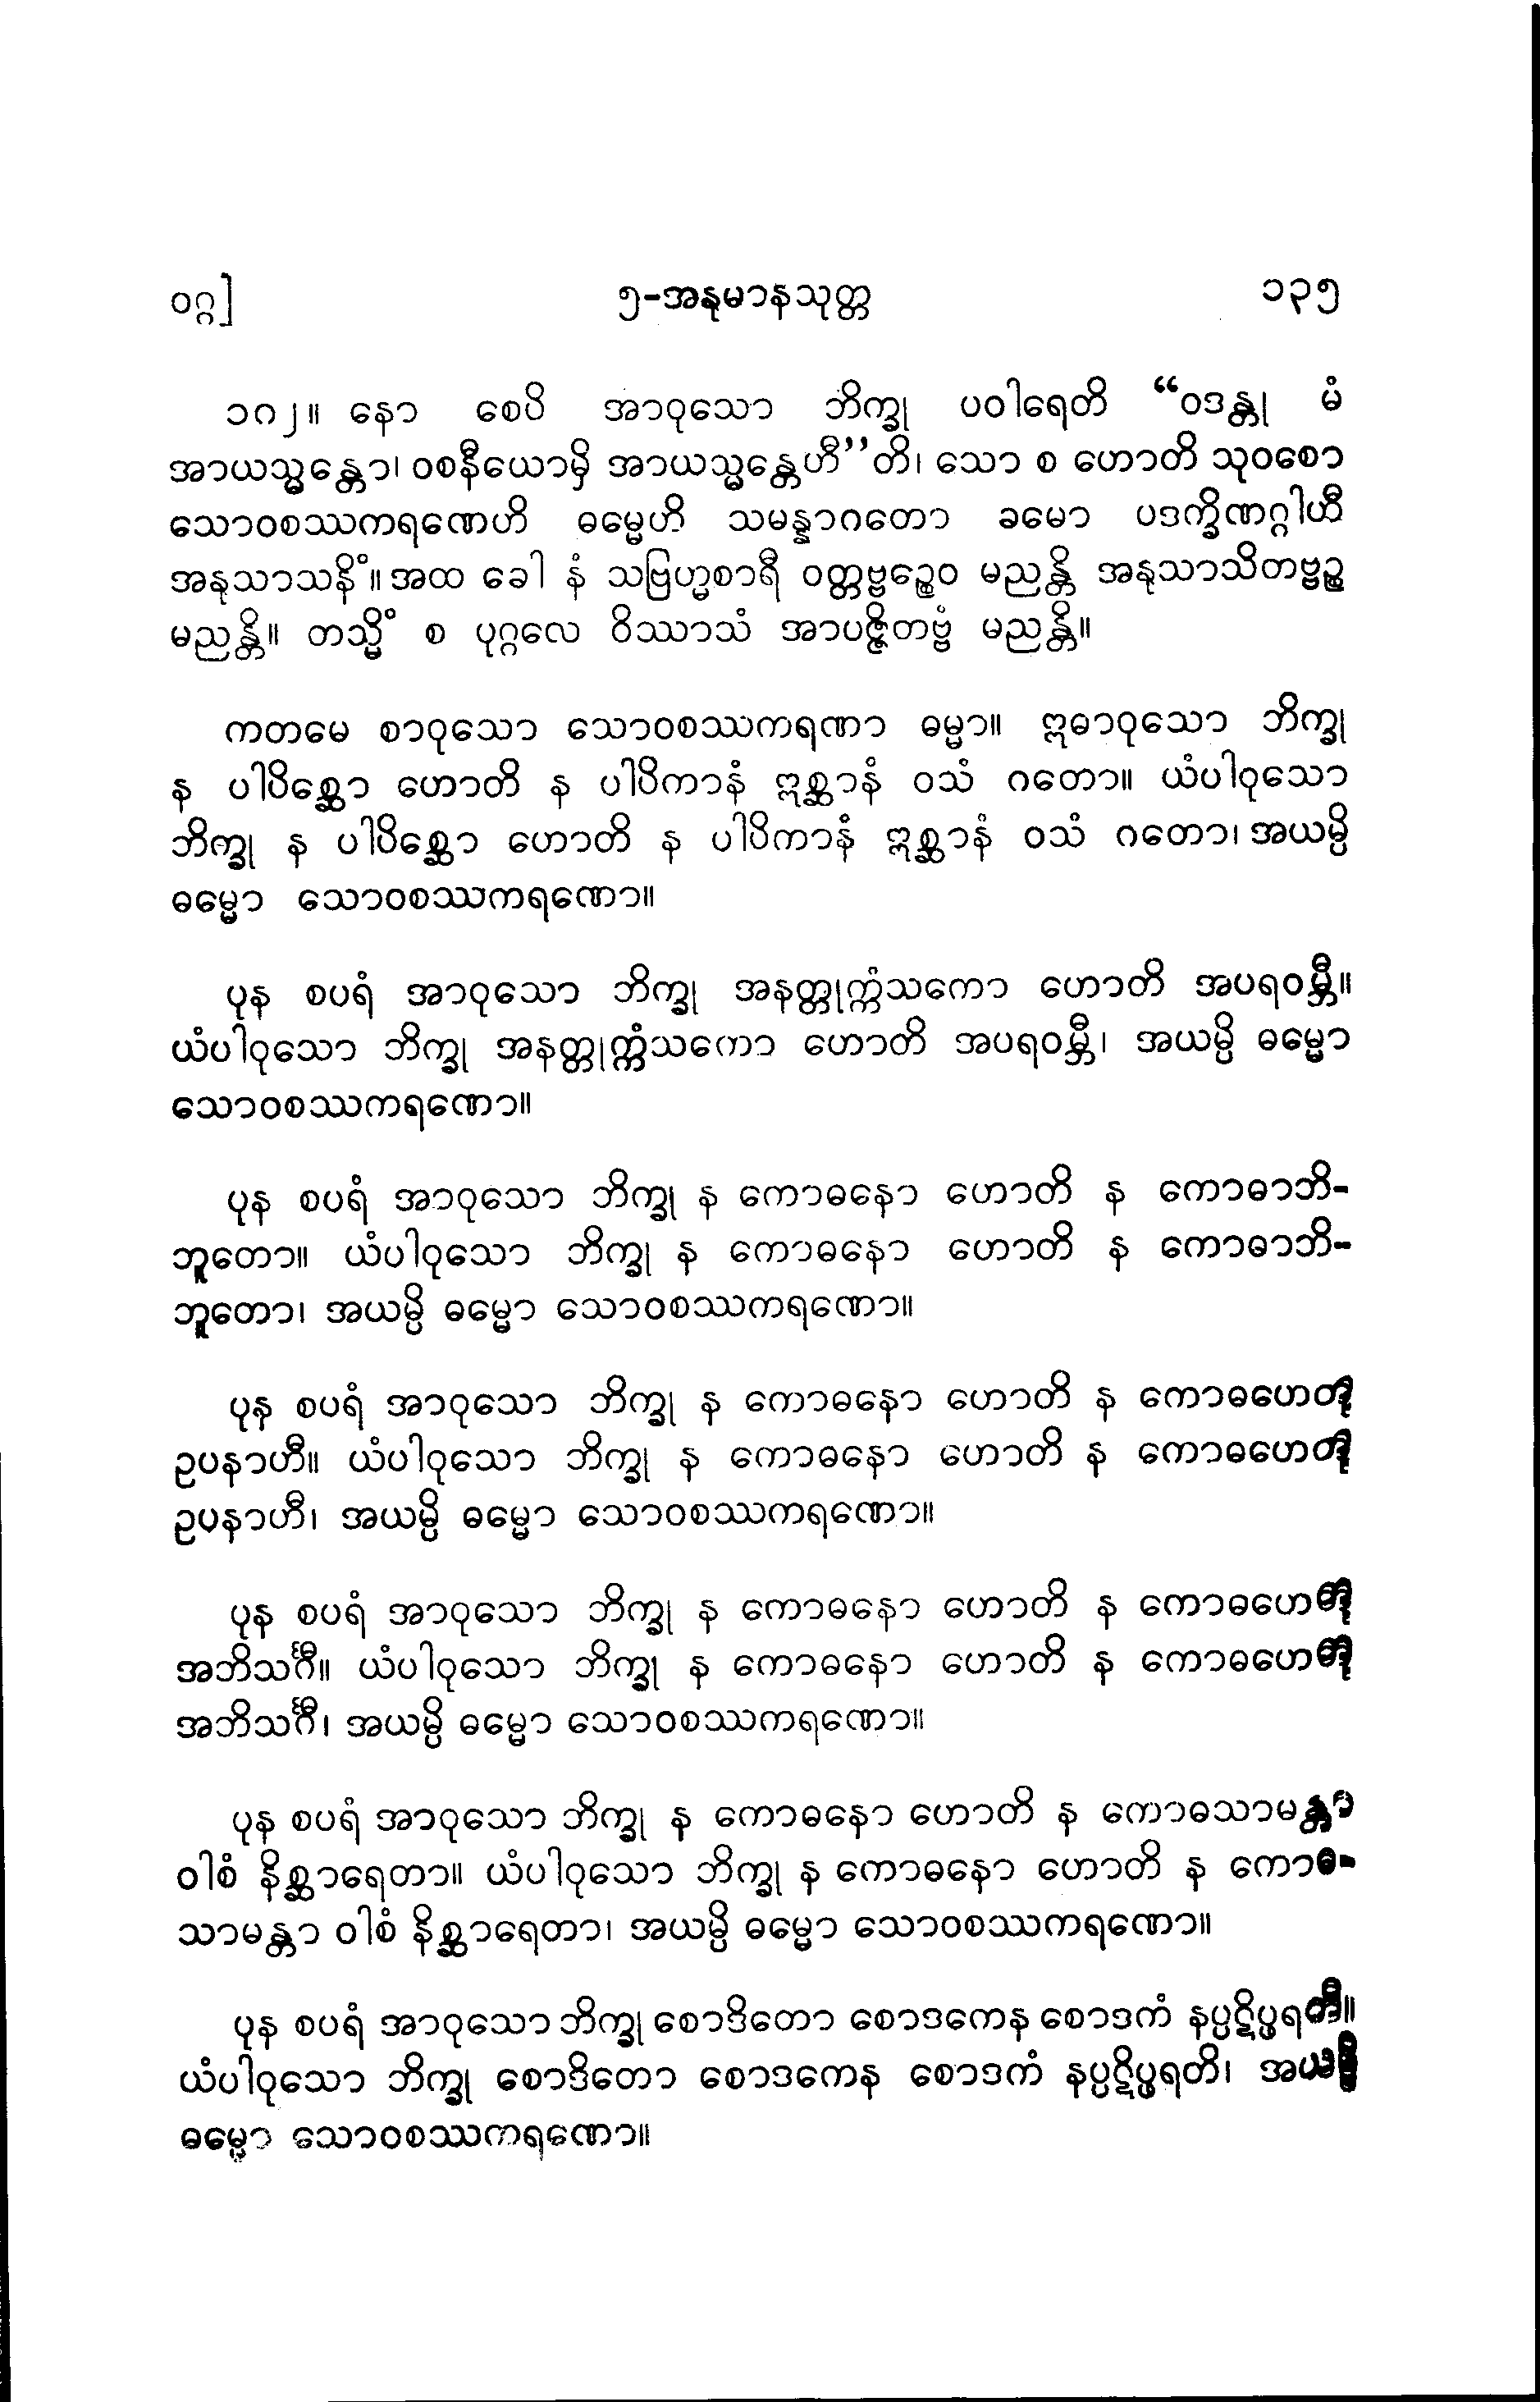 ဝဂ္ဂ]
၅-အနုမာနသုတ္တ
၁၃၅
၁၈၂။ နော စေပိ အာဝုသော ဘိက္ခု ပဝါရေတိ “ဝဒန္တု မံ
အာယသ္မန္တော၊ ဝစနီယောမှိ အာယသ္မန္တေဟီ”တိ၊ သော စ ဟောတိ သုဝစော
သောဝစဿကရဏေဟိ ဓမ္မေဟိ သမန္နာဂတော ခမော ပဒက္ခိဏဂ္ဂါဟီ
အနုသာသနိံ။ အထ ခေါ နံ သဗြဟ္မစာရီ ဝတ္တဗ္ဗဉ္စေဝ မညန္တိ အနုသာသိတဗ္ဗဉ္စ
မညန္တိ။ တသ္မိံ စ ပုဂ္ဂလေ ဝိဿာသံ အာပဇ္ဇိတဗ္ဗံ မညန္တိ။
ကတမေ စာဝုသော သောဝစဿကရဏာ ဓမ္မာ။ ဣဓာဝုသော ဘိက္ခု
န ပါပိစ္ဆော ဟောတိ န ပါပိကာနံ ဣစ္ဆာနံ ဝသံ ဂတော။ ယံပါဝုသော
ဘိက္ခု န ပါပိစ္ဆော ဟောတိ န ပါပိကာနံ ဣစ္ဆာနံ ဝသံ ဂတော၊ အယမ္ပိ
ဓမ္မော သောဝစဿကရဏော။
ပုန စပရံ အာဝုသော ဘိက္ခု အနတ္တုက္ကံသကော ဟောတိ အပရဝမ္ဘီ။
ယံပါဝုသော ဘိက္ခု အနတ္တုက္ကံသကော ဟောတိ အပရဝမ္ဘီ၊ အယမ္ပိ ဓမ္မော
သောဝစဿကရဏော။
ပုန စပရံ အာဝုသော ဘိက္ခု န ကောဓနော ဟောတိ န ကောဓာဘိ-
ဘူတော။ ယံပါဝုသော ဘိက္ခု န ကောဓနော ဟောတိ န ကောဓာဘိ-
ဘူတော၊ အယမ္ပိ ဓမ္မော သောဝစဿကရဏော။
ပုန စပရံ အာဝုသော ဘိက္ခု န ကောဓနော ဟောတိ န ကောဓဟေတု
ဥပနာဟီ။ ယံပါဝုသော ဘိက္ခု န ကောဓနော ဟောတိ န ကောဓဟေတု
ဥပနာဟီ၊ အယမ္ပိ ဓမ္မော သောဝစဿကရဏော။
ပုန စပရံ အာဝုသော ဘိက္ခု န ကောဓနော ဟောတိ န ကောဓဟေတု
အဘိသင်္ဂီ။ ယံပါဝုသော ဘိက္ခု န ကောဓနော ဟောတိ န ကောဓဟေတု
အဘိသင်္ဂီ၊ အယမ္ပိ ဓမ္မော သောဝစဿကရဏော။
ပုန စပရံ အာဝုသော ဘိက္ခု န ကောဓနော ဟောတိ န ကောဓသာမန္တာ
ဝါစံ နိစ္ဆာရေတာ။ ယံပါဝုသော ဘိက္ခု န ကောဓနော ဟောတိ န ကောဓ-
သာမန္တာ ဝါစံ နိစ္ဆာရေတာ၊ အယမ္ပိ ဓမ္မော သောဝစဿကရဏော။
ပုန စပရံ အာဝုသော ဘိက္ခု စောဒိတော စောဒကေန စောဒကံ နပ္ပဋိပ္ဖရတိ။
ယံပါဝုသော ဘိက္ခု စောဒိတော စောဒကေန စောဒကံ နပ္ပဋိပ္ဖရတိ၊ အယမ္ပိ
ဓမ္မော သောဝစဿကရဏော။